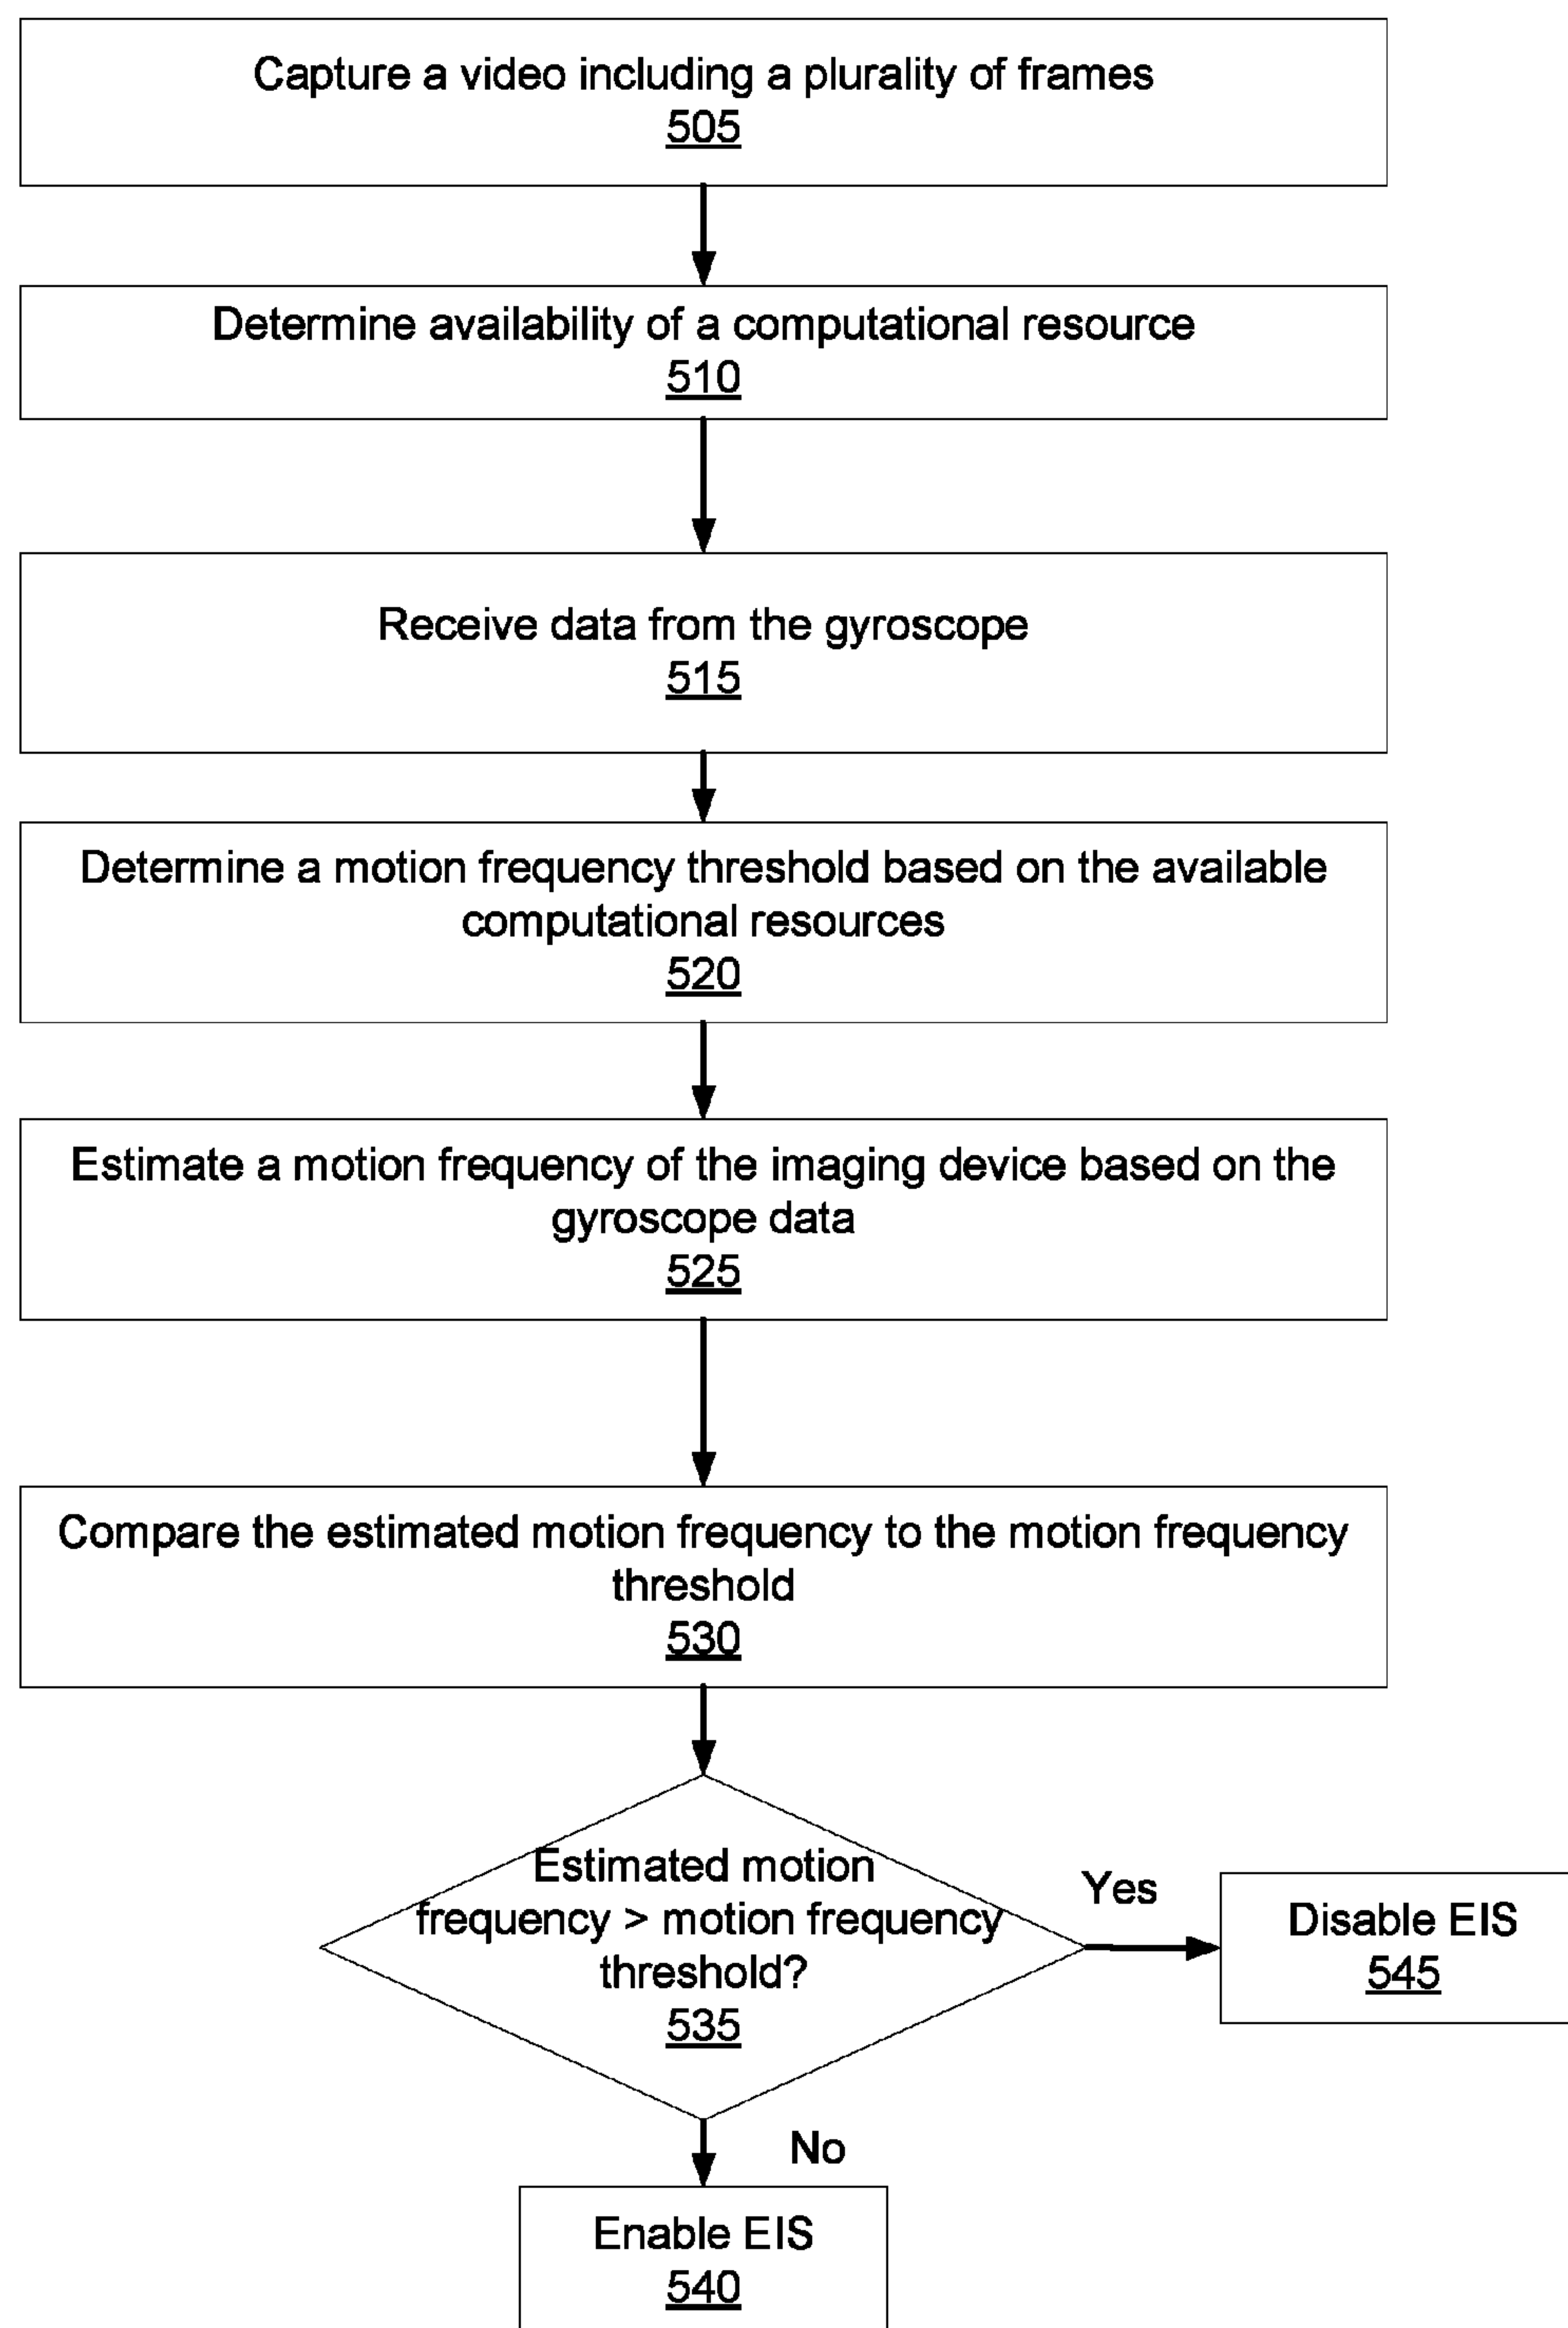 Capture a video including a plurality of frames
505
Determine availability of a computational resource
510
Receive data from the gyroscope
515
Determine a motion frequency threshold based on the available
computational resources
520
Estimate a motion frequency of the imaging device based on the
gyroscope data
525
Compare the estimated motion frequency to the motion frequency
threshold
530
Estimated motion
frequency > motion frequency
threshold?
535
Yes
Disable EIS
545
No
Enable EIS
540